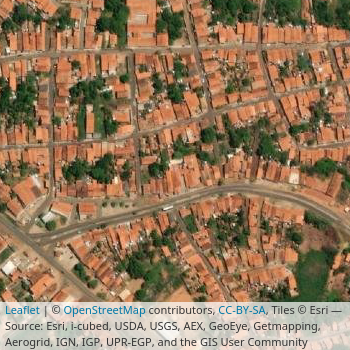 Leaflet | © OpenStreetMap contributors, CC-BY-SA, Tiles © Esri —
Source: Esri, i-cubed, USDA, USGS, AEX, GeoEye, Getmapping,
Aerogrid, IGN, IGP, UPR-EGP, and the GIS User Community